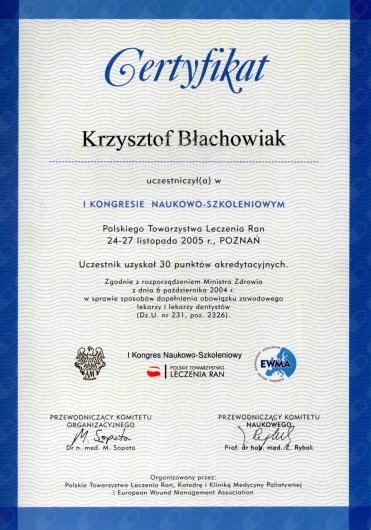 Certyfikat
Krzysztof Błachowiak
uczestniczył(a) w
I KONGRESIE NAUKOWO-SZKOLENIOWYM
Polskiego Towarzystwa Leczenia Ran
24-27 listopada 2005 r., POZNAŃ
Uczestnik uzyskał 30 punktów akredytacyjnych.
Zgodnie z rozporządzeniem Ministra Zdrowia
z dnia 6 października 2004 r.
w sprawie sposobów dopełnienia obowiązku zawodowego
lekarzy i lekarzy dentystów
(Dz.U. nr 231, poz. 2326).
I Kongres Naukowo-Szkoleniowy
POLSKIE TOWARZYSTWO
LECZENIA RAN
EWMA
PRZEWODNICZĄCY KOMITETU
ORGANIZACYJNEGO
M. Sopata
Dr n. med. M. Sopata
PRZEWODNICZĄCY KOMITETU
NAUKOWEGO
Prof. dr hab. med. Z. Rybak
Organizowany przez:
Polskie Towarzystwo Leczenia Ran, Katedrę i Klinikę Medycyny Paliatywnej
i European Wound Management Association